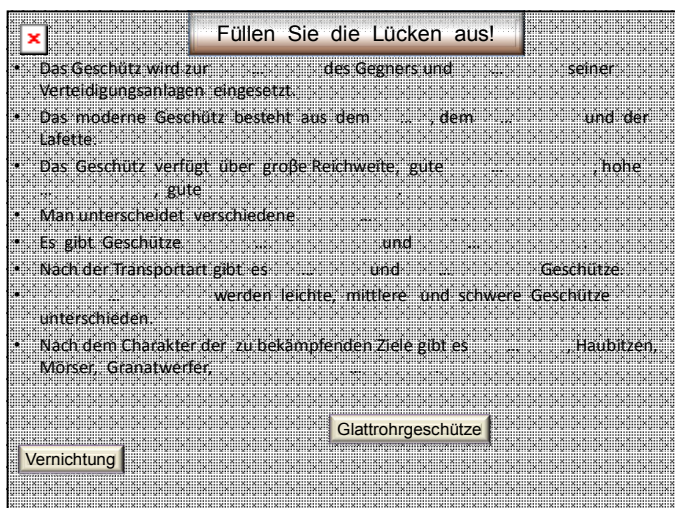 Füllen Sie die Lücken aus!
• Das Geschütz wird zur ... des Gegners und ... seiner
Verteidigungsanlagen eingesetzt.
• Das moderne Geschütz besteht aus dem ... , dem ... und der
Lafette.
• Das Geschütz verfügt über groβe Reichweite, gute ... , hohe
... , gute .
• Man unterscheidet verschiedene ... .
• Es gibt Geschütze ... und ... .
• Nach der Transportart gibt es ... und ... Geschütze.
• ... werden leichte, mittlere und schwere Geschütze
unterschieden.
• Nach dem Charakter der zu bekämpfenden Ziele gibt es ... , Haubitzen,
Mörser, Granatwerfer, ... .
Glattrohrgeschütze
Vernichtung